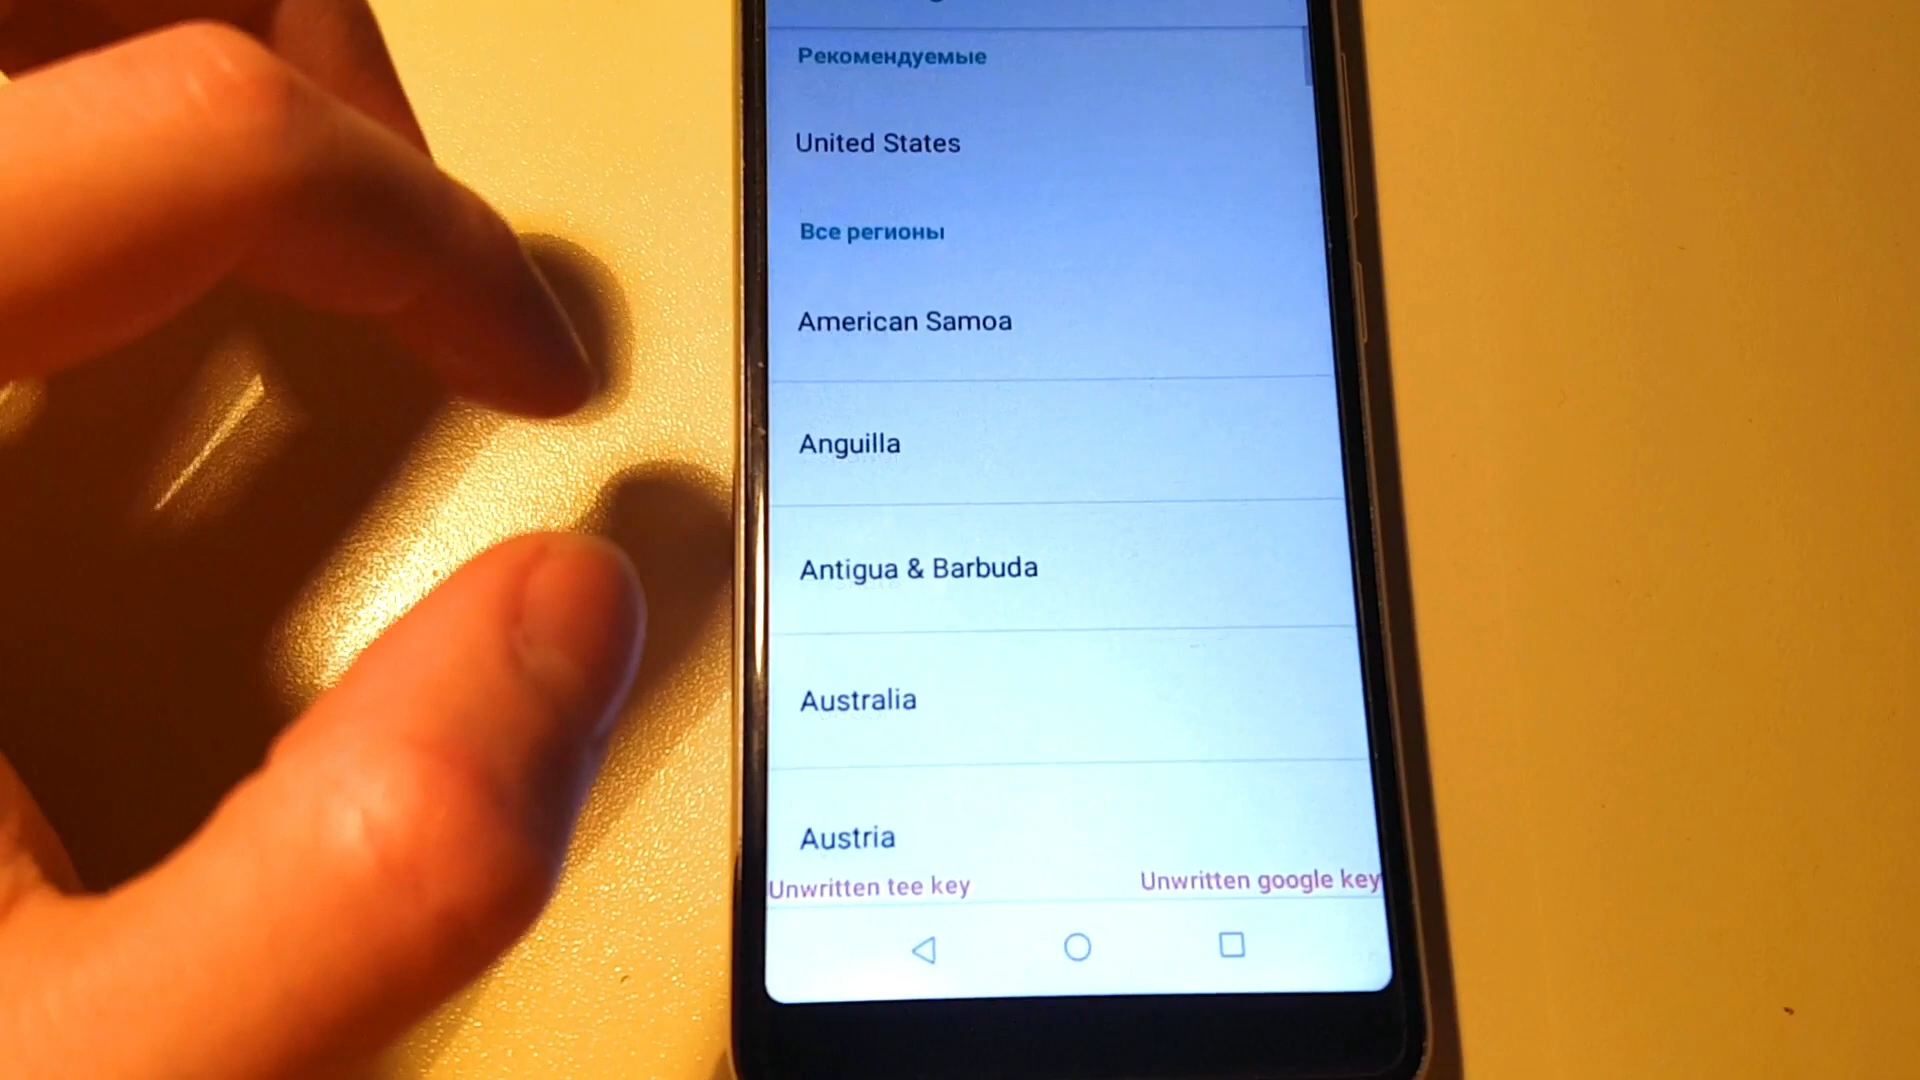 Рекомендуемые
United States
Все регионы
American Samoa
Anguilla
Antigua & Barbuda
Australia
Austria
Unwritten tee key
Unwritten google key